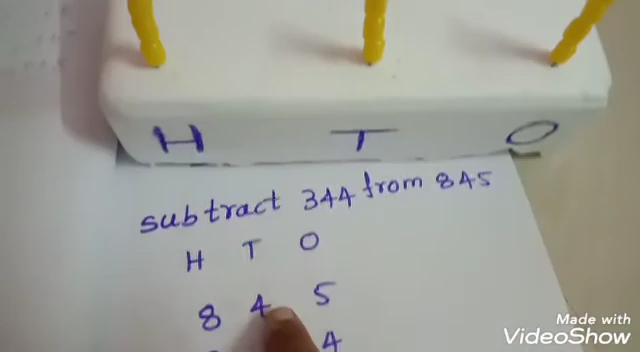 H T O
subtract 344 from 845
H T O
8 4 5
4
Made with
VideoShow